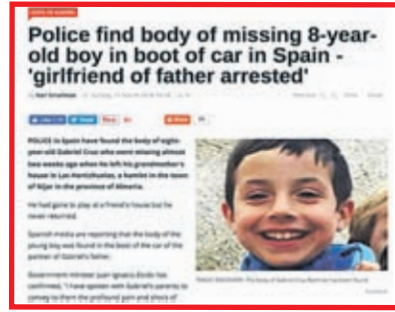 Police find body of missing 8-year-
old boy in boot of car in Spain -
'girlfriend of father arrested'
POLICE in Spain have found the body of eight-
year-old Gabriel Cruz who went missing almost
two weeks ago when he left his grandmother's
house in Las Hortichuelas, a hamlet in the town
of Nijar in the province of Almeria.
He had gone to play at a friend's house but he
never returned.
Spanish media are reporting that the body of the
young boy was found in the boot of the car of the
partner of Gabriel's father.
Government minister Juan Ignacio Zoido has
confirmed, "I have spoken with Gabriel's parents to
convey to them the profound pain and shock of